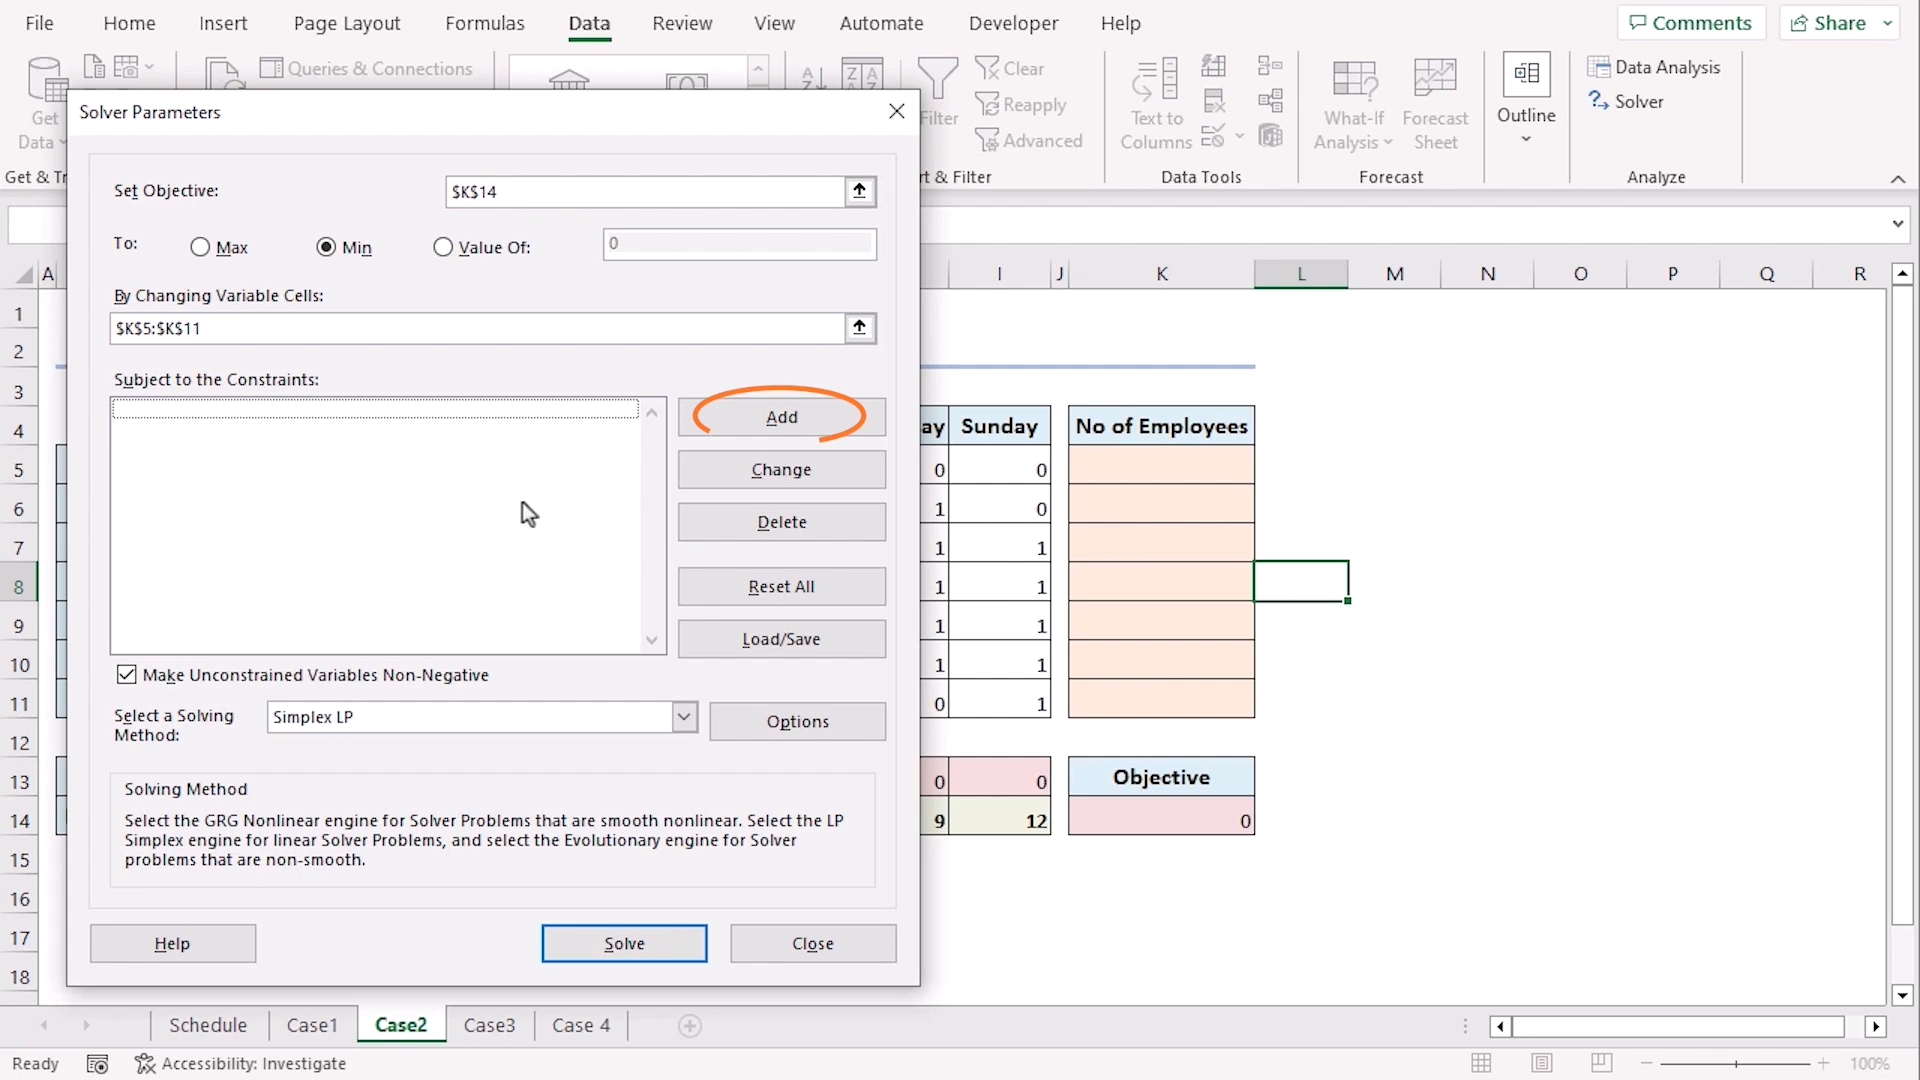 File Home Insert Page Layout Formulas Data Review View Automate Developer Help Comments Share
Queries & Connections Clear Data Analysis
Get Data Filter Reapply Text to Columns What-If Analysis Forecast Sheet Outline Solver
Advanced
Data Tools Forecast Analyze
Solver Parameters
Set Objective: $K$14
To: Max Min Value Of: 0
By Changing Variable Cells:
$K$5:$K$11
Subject to the Constraints:
Add
Change
Delete
Reset All
Load/Save
Make Unconstrained Variables Non-Negative
Select a Solving Method: Simplex LP Options
Solving Method
Select the GRG Nonlinear engine for Solver Problems that are smooth nonlinear. Select the LP
Simplex engine for linear Solver Problems, and select the Evolutionary engine for Solver
problems that are non-smooth.
Help Solve Close
A I J K L M N O P Q R
1
2
3
4 ay Sunday No of Employees
5 0 0
6 1 0
7 1 1
8 1 1
9 1 1
10 1 1
11 0 1
12
13 0 0 Objective
14 9 12 0
15
16
17
18
Schedule Case1 Case2 Case3 Case 4
Ready Accessibility: Investigate 100%